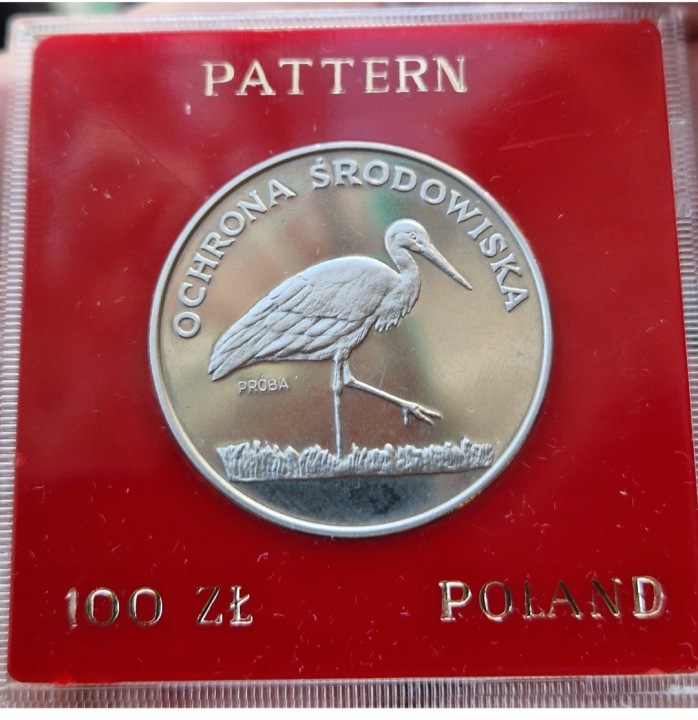 PATTERN
OCHRONA ŚRODOWISKA
PRÓBA
100 ZŁ
POLAND